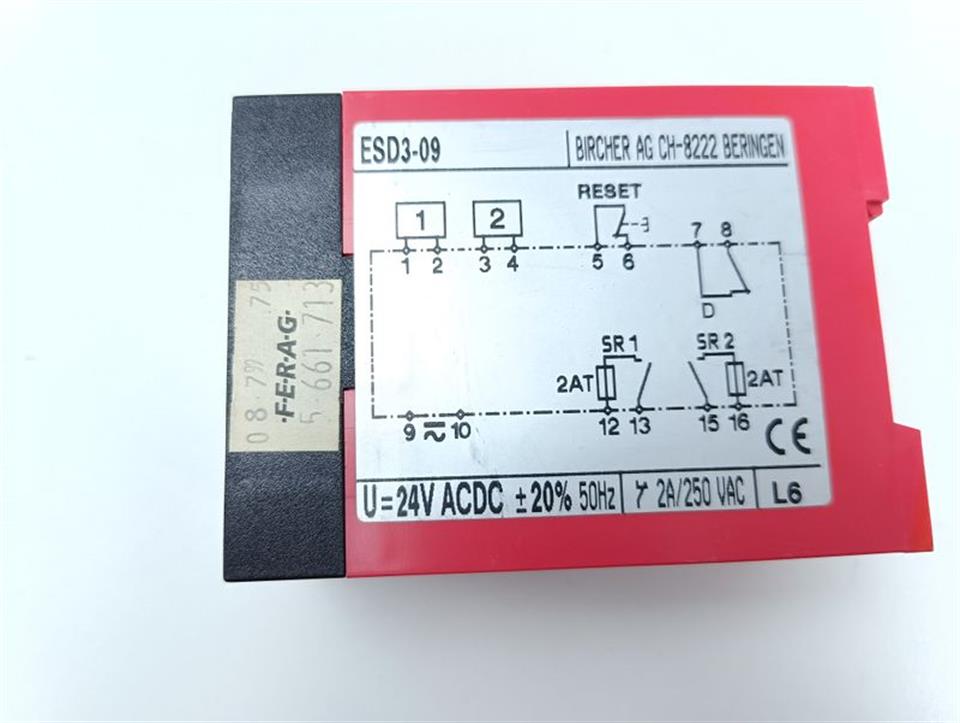 ESD3-09 BIRCHER AG CH-8222 BERINGEN
RESET
1 2
7 8
1 2 3 4 5 6
D
SR 1 SR 2
2AT 2AT
9 10 12 13 15 16
CE
U=24V ACDC ±20% 50Hz 2A/250 VAC L6
75
·F·E·R·A·G·
5 661 713